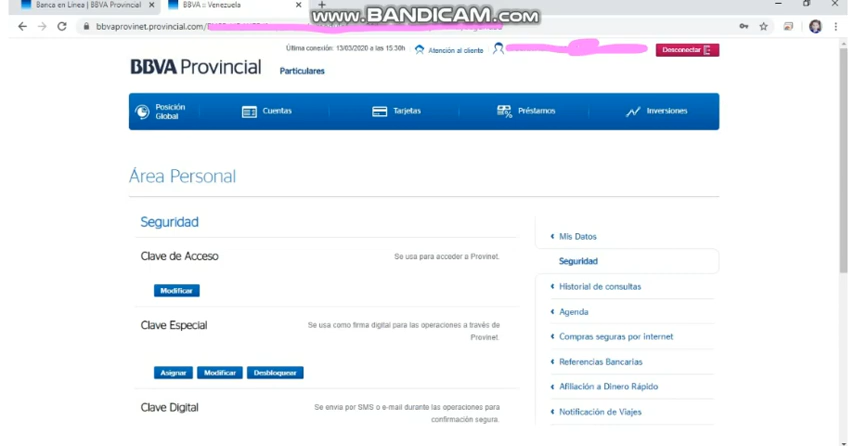 Banca en Línea | BBVA Provincial
BBVA :: Venezuela
www.BANDICAM.com
bbvaprovinet.provincial.com/
Última conexión: 13/03/2020 a las 15:30h
Atención al cliente
Desconectar
BBVA Provincial
Particulares
Posición
Global
Cuentas
Tarjetas
Préstamos
Inversiones
Área Personal
Seguridad
Clave de Acceso
Se usa para acceder a Provinet.
Modificar
Clave Especial
Se usa como firma digital para las operaciones a través de
Provinet.
Asignar
Modificar
Desbloquear
Clave Digital
Se envia por SMS o e-mail durante las operaciones para
confirmación segura.
Mis Datos
Seguridad
Historial de consultas
Agenda
Compras seguras por internet
Referencias Bancarias
Afiliación a Dinero Rápido
Notificación de Viajes